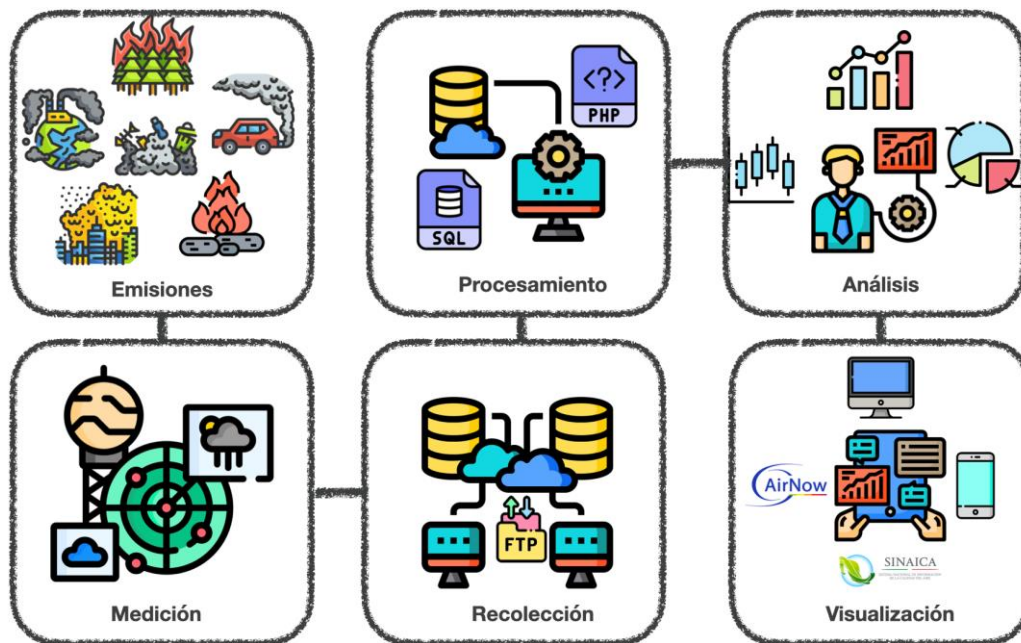 <?>
PHP
SQL
Emisiones
Procesamiento
Análisis
FTP
AirNow
SINAICA
Medición
Recolección
Visualización